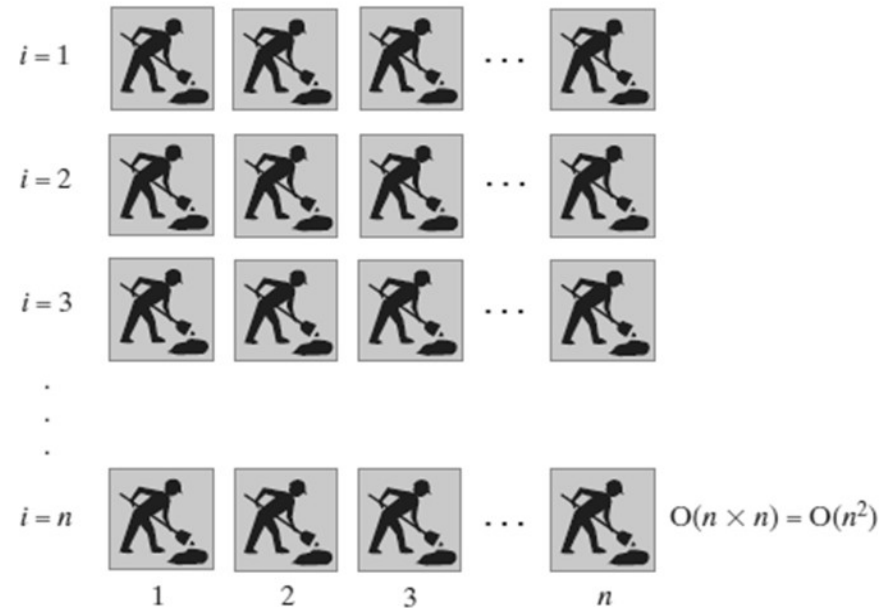 i = 1 ...
i = 2 ...
i = 3 ...
.
.
.
i = n ... O(n × n) = O(n²)
1 2 3 n